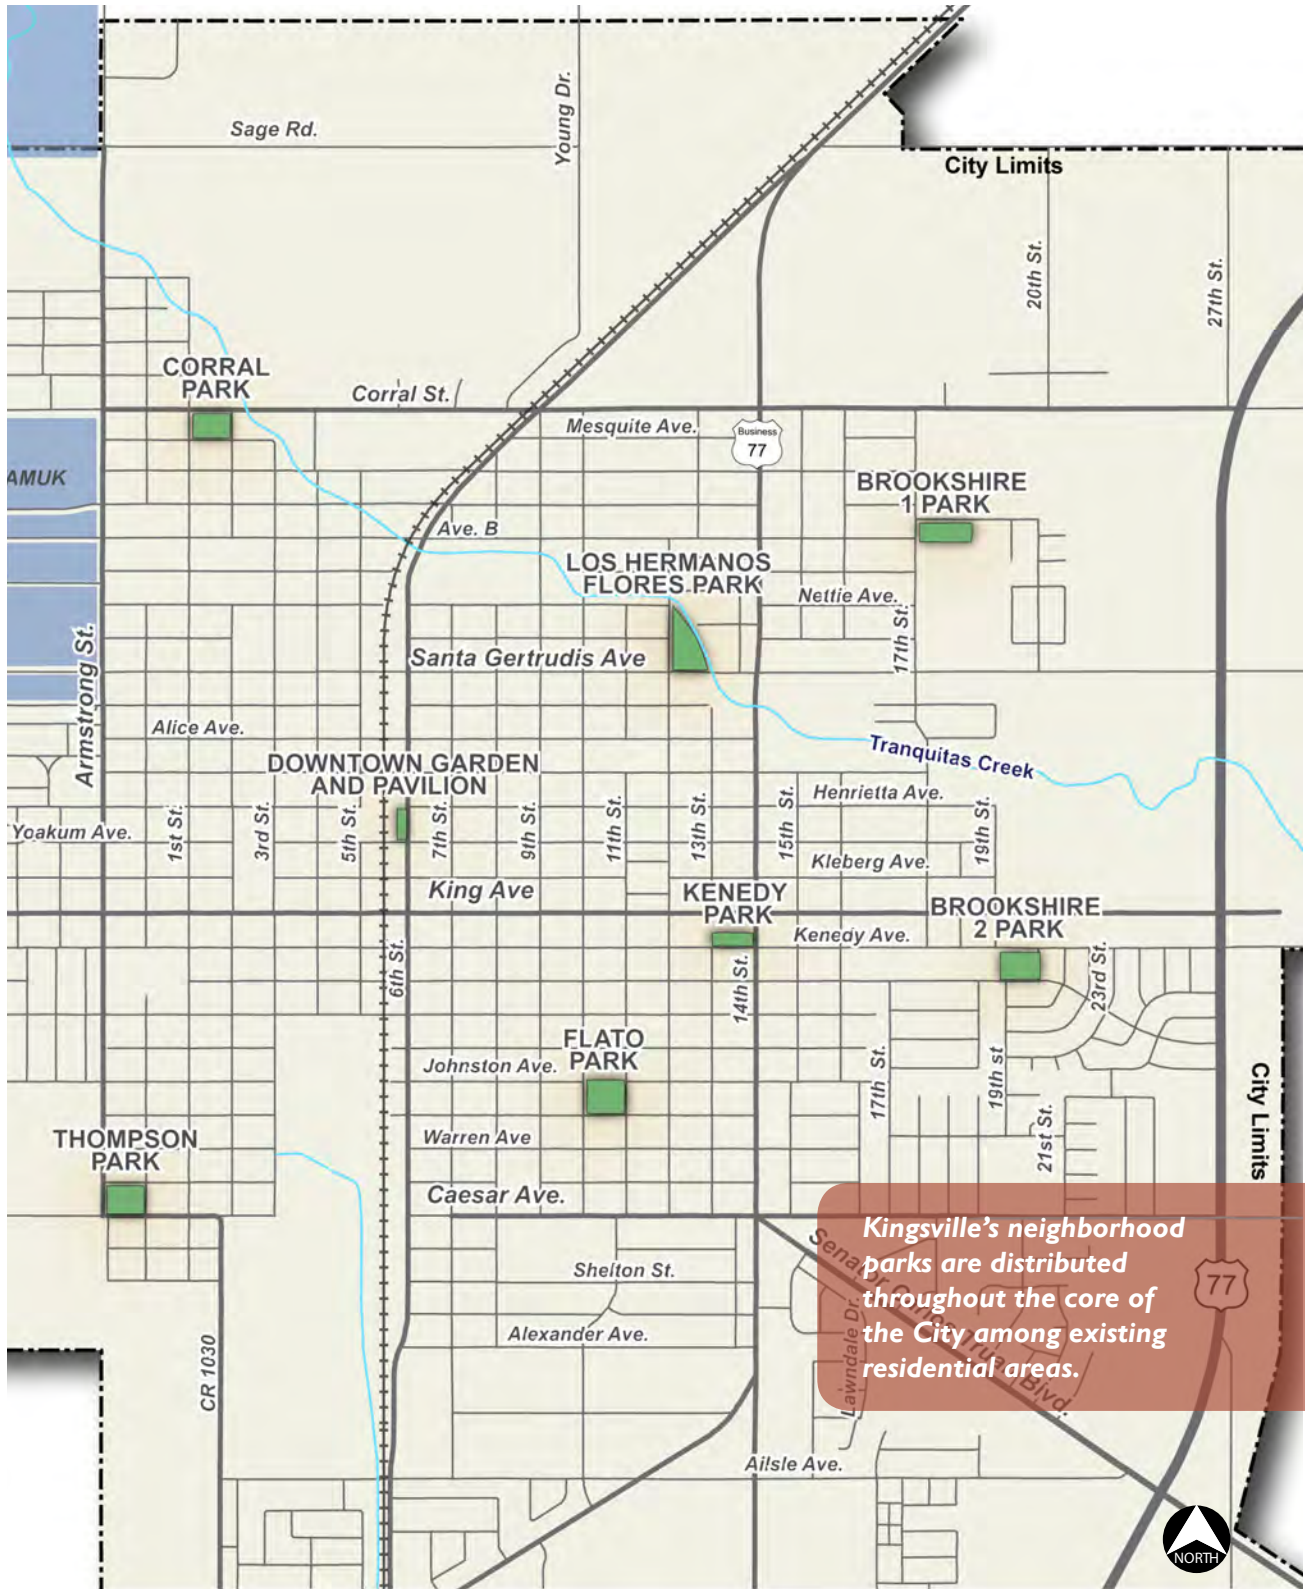 Sage Rd.
Young Dr.
City Limits
20th St.
27th St.
CORRAL
PARK
Corral St.
Mesquite Ave.
Business
77
AMUK
BROOKSHIRE
1 PARK
Ave. B
LOS HERMANOS
FLORES PARK
Nettie Ave.
17th St.
Armstrong St.
Santa Gertrudis Ave
Alice Ave.
Tranquitas Creek
DOWNTOWN GARDEN
AND PAVILION
Henrietta Ave.
Yoakum Ave.
1st St.
3rd St.
5th St.
7th St.
9th St.
11th St.
13th St.
15th St.
19th St.
Kleberg Ave.
King Ave
KENEDY
PARK
BROOKSHIRE
2 PARK
Kenedy Ave.
6th St.
14th St.
23rd St.
FLATO
PARK
Johnston Ave.
17th St.
19th st
City Limits
THOMPSON
PARK
Warren Ave
21st St.
Caesar Ave.
Kingsville's neighborhood
parks are distributed
throughout the core of
the City among existing
residential areas.
Senator Carlos Truan Blvd.
Lawndale Dr.
77
Shelton St.
Alexander Ave.
CR 1030
Ailsle Ave.
NORTH